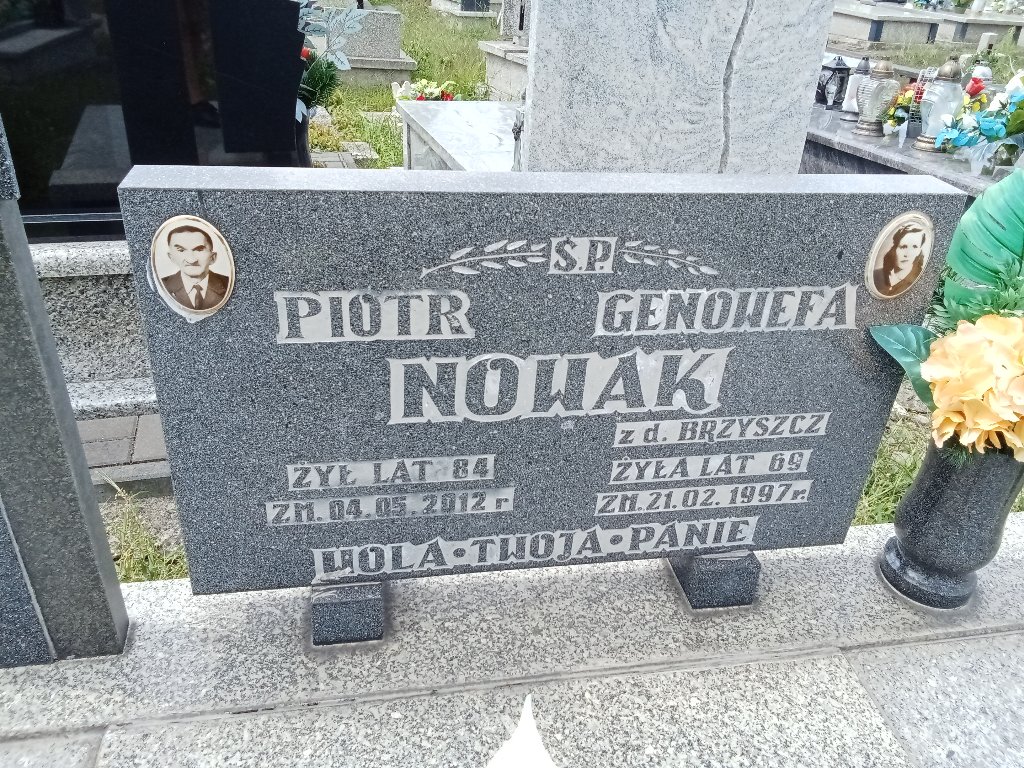 Ś.P.
PIOTR GENOWEFA
NOWAK
z d. BRZYSZCZ
ŻYŁ LAT 84 ŻYŁA LAT 69
ZM. 04.05.2012 r ZM. 21.02.1997 r.
WOLA • TWOJA • PANIE